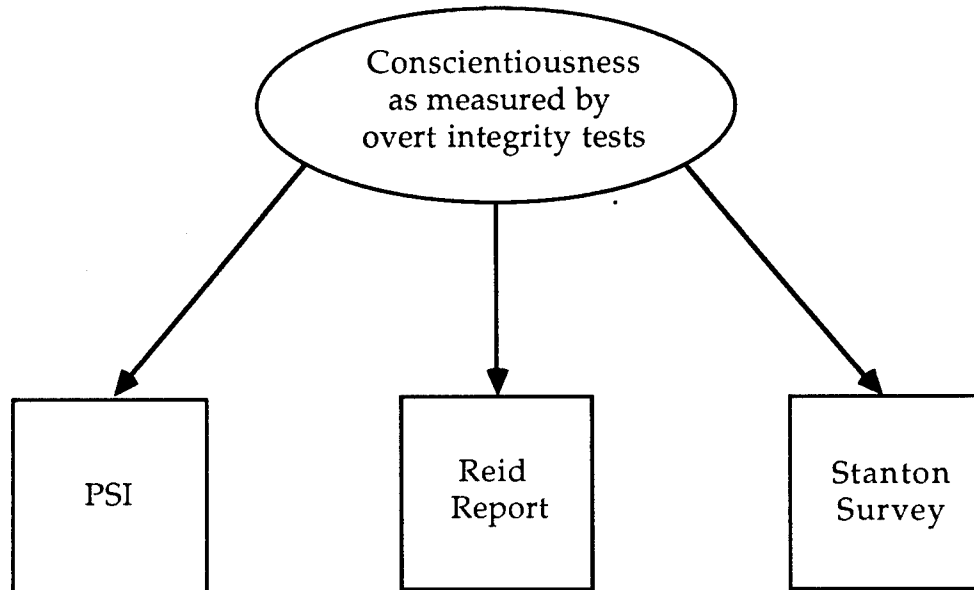 Conscientiousness
as measured by
overt integrity tests
PSI
Reid
Report
Stanton
Survey